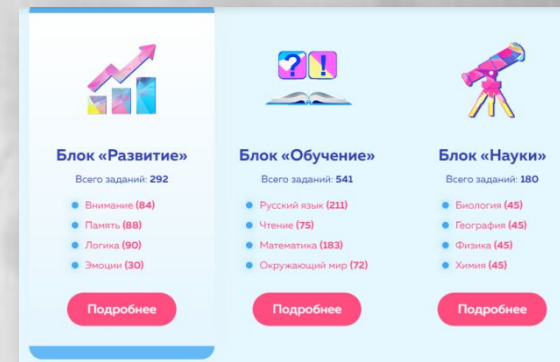 Блок «Развитие»
Всего заданий: 292
Внимание (84)
Память (88)
Логика (90)
Эмоции (30)
Подробнее
Блок «Обучение»
Всего заданий: 541
Русский язык (211)
Чтение (75)
Математика (183)
Окружающий мир (72)
Подробнее
Блок «Науки»
Всего заданий: 180
Биология (45)
География (45)
Физика (45)
Химия (45)
Подробнее